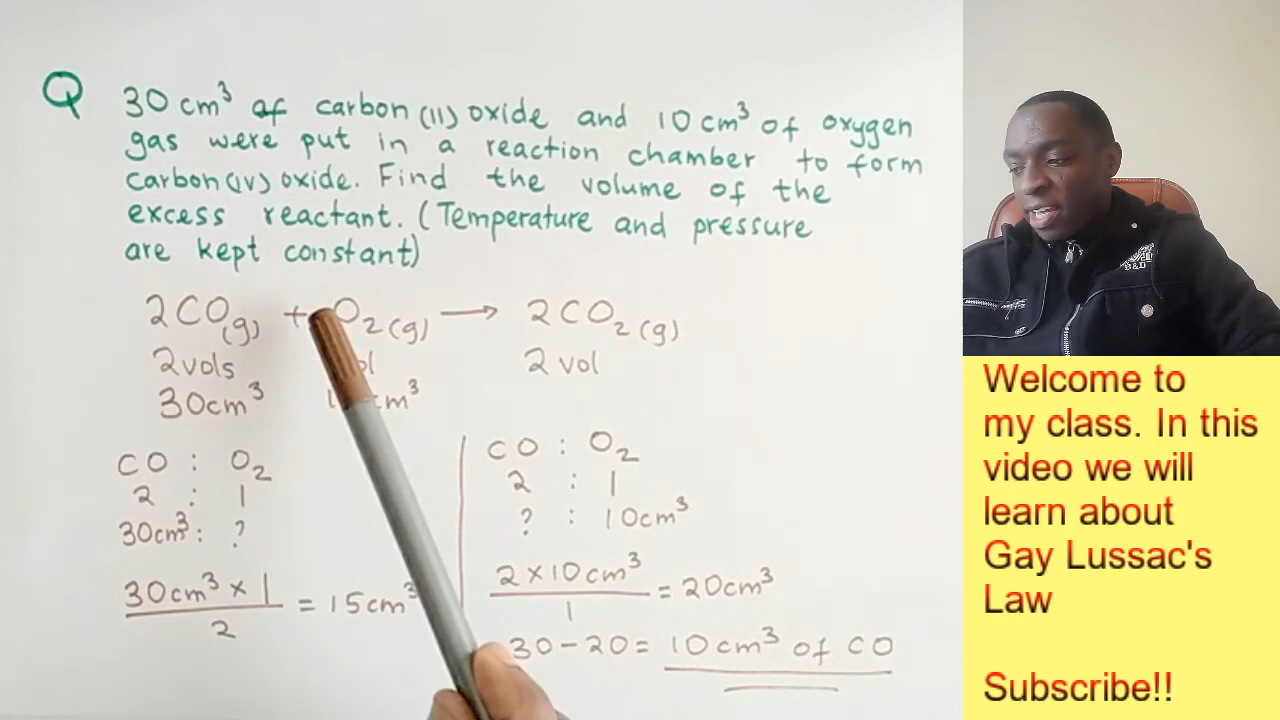 Q 30 cm³ of carbon (II) oxide and 10 cm³ of oxygen
gas were put in a reaction chamber to form
carbon (IV) oxide. Find the volume of the
excess reactant. (Temperature and pressure
are kept constant)
2CO(g) + O₂(g) → 2CO₂(g)
2vols 2 vol
30cm³
CO : O₂
2 : 1
30cm³ : ?
30cm³ × 1 / 2 = 15cm³
CO : O₂
2 : 1
? : 10cm³
2 × 10cm³ / 1 = 20cm³
30 - 20 = 10cm³ of CO
B&D
Welcome to
my class. In this
video we will
learn about
Gay Lussac's
Law
Subscribe!!